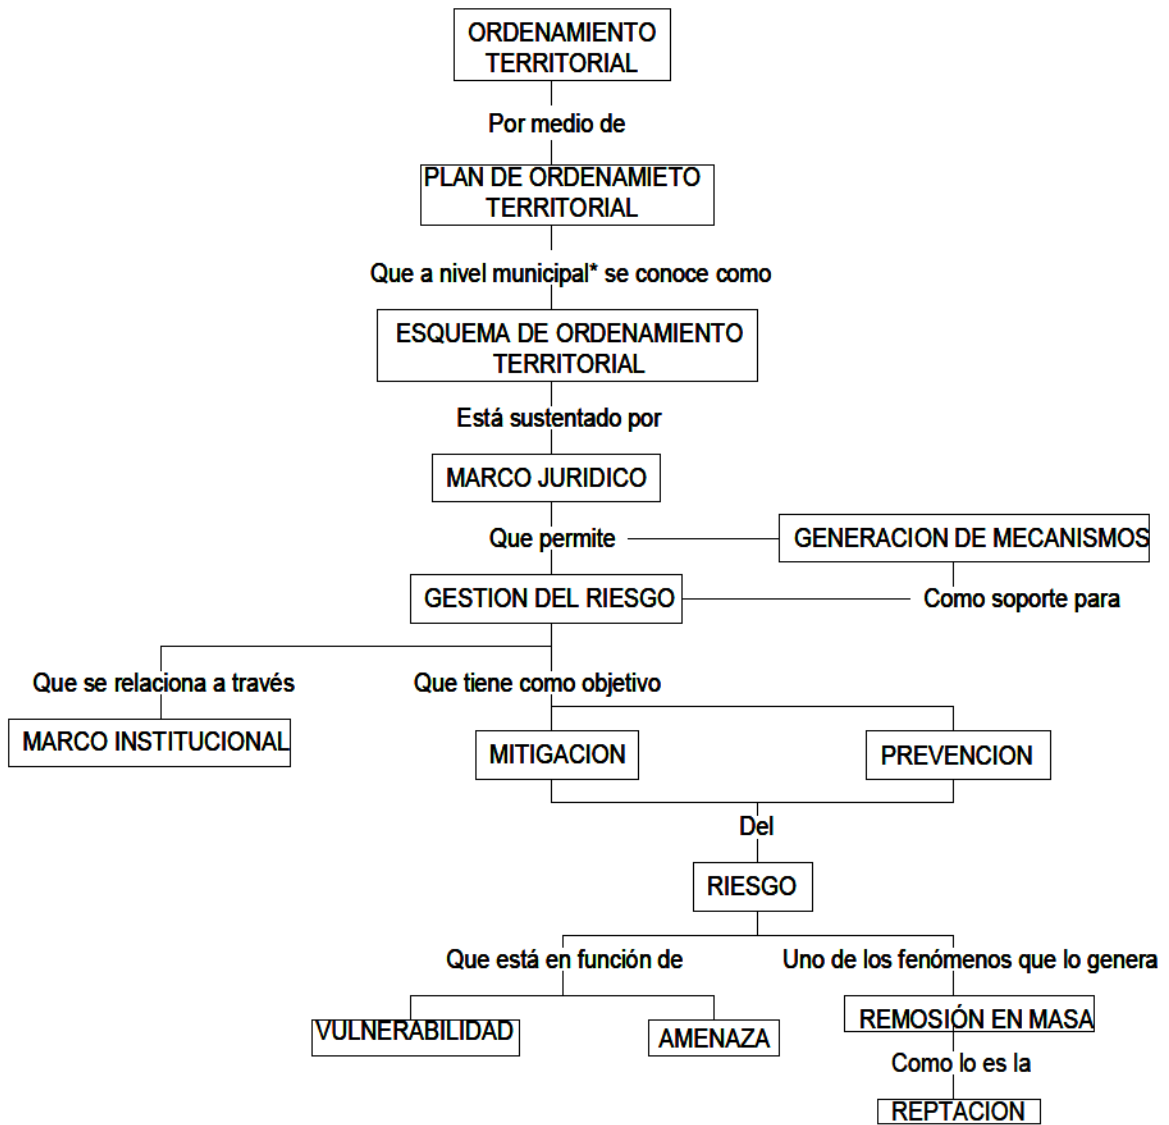 ORDENAMIENTO
TERRITORIAL
Por medio de
PLAN DE ORDENAMIETO
TERRITORIAL
Que a nivel municipal* se conoce como
ESQUEMA DE ORDENAMIENTO
TERRITORIAL
Está sustentado por
MARCO JURIDICO
Que permite
GENERACION DE MECANISMOS
GESTION DEL RIESGO
Como soporte para
Que se relaciona a través
Que tiene como objetivo
MARCO INSTITUCIONAL
MITIGACION
PREVENCION
Del
RIESGO
Que está en función de
Uno de los fenómenos que lo genera
VULNERABILIDAD
AMENAZA
REMOSIÓN EN MASA
Como lo es la
REPTACION